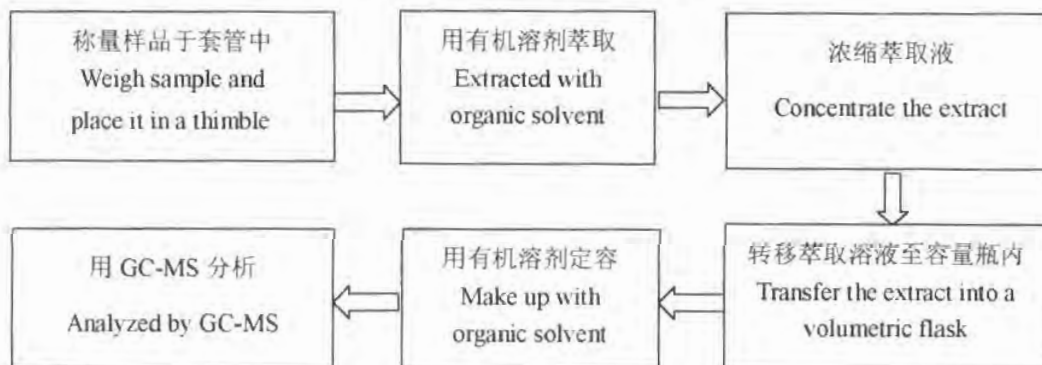 称量样品于套管中
Weigh sample and
place it in a thimble
用有机溶剂萃取
Extracted with
organic solvent
浓缩萃取液
Concentrate the extract
转移萃取溶液至容量瓶内
Transfer the extract into a
volumetric flask
用有机溶剂定容
Make up with
organic solvent
用 GC-MS 分析
Analyzed by GC-MS